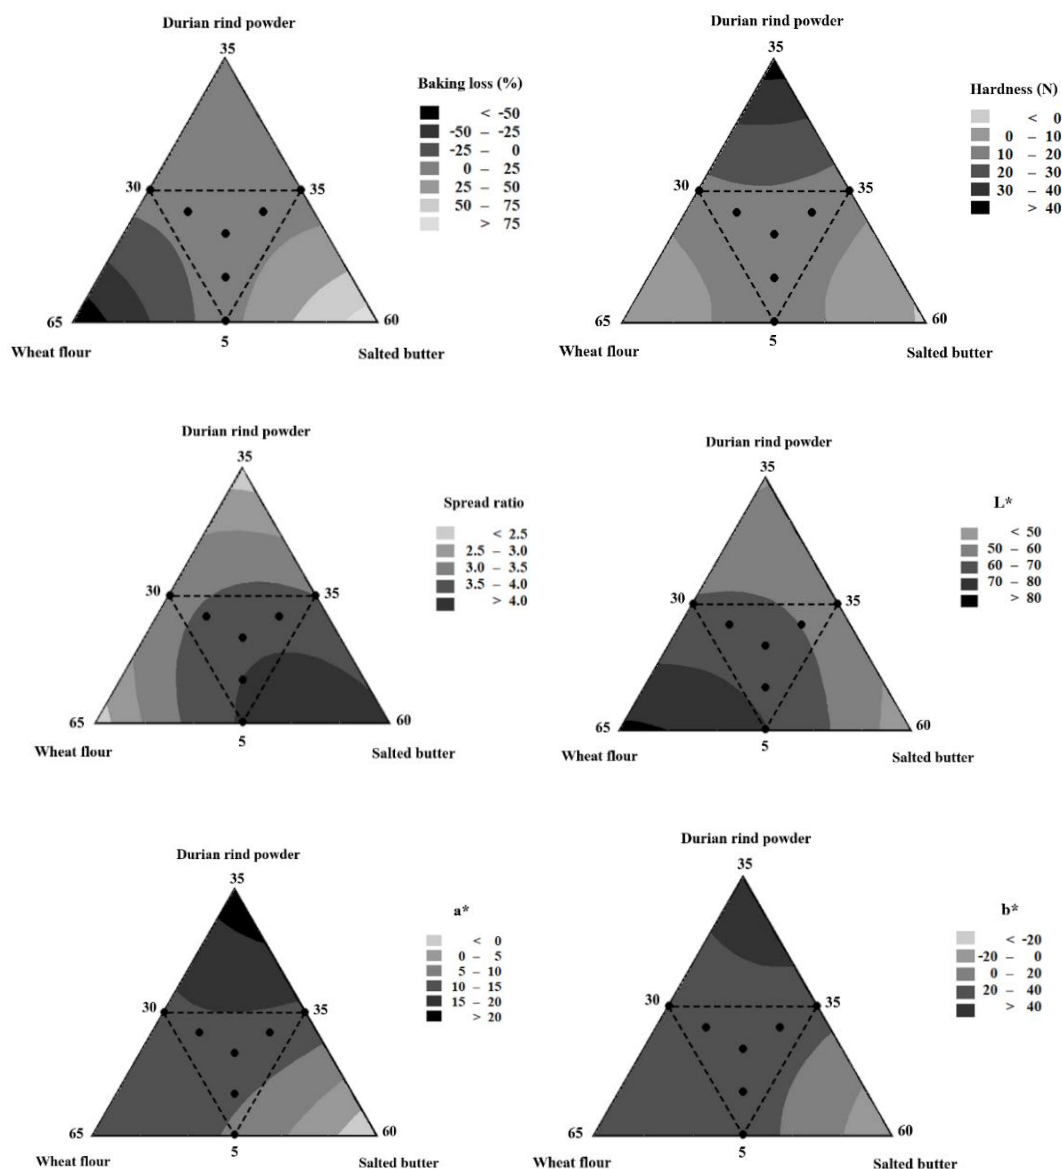 Durian rind powder
35
Baking loss (%)
< -50
-50 – -25
-25 – 0
0 – 25
25 – 50
50 – 75
> 75
30
35
65
5
60
Wheat flour
Salted butter
Durian rind powder
35
Hardness (N)
< 0
0 – 10
10 – 20
20 – 30
30 – 40
> 40
30
35
65
5
60
Wheat flour
Salted butter
Durian rind powder
35
Spread ratio
< 2.5
2.5 – 3.0
3.0 – 3.5
3.5 – 4.0
> 4.0
30
35
65
5
60
Wheat flour
Salted butter
Durian rind powder
35
L*
< 50
50 – 60
60 – 70
70 – 80
> 80
30
35
65
5
60
Wheat flour
Salted butter
Durian rind powder
35
a*
< 0
0 – 5
5 – 10
10 – 15
15 – 20
> 20
30
35
65
5
60
Wheat flour
Salted butter
Durian rind powder
35
b*
< -20
-20 – 0
0 – 20
20 – 40
> 40
30
35
65
5
60
Wheat flour
Salted butter